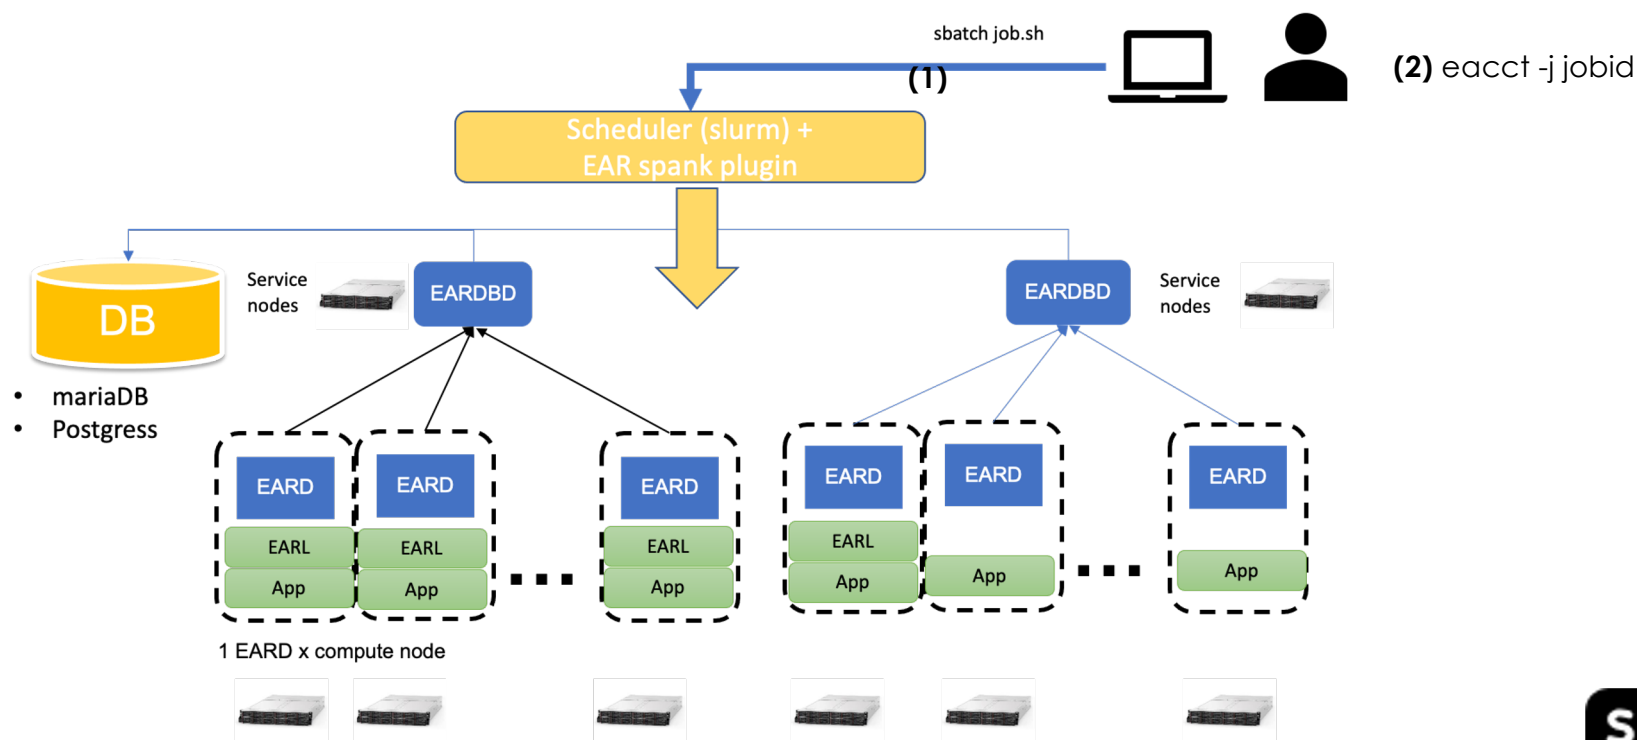 sbatch job.sh
(1)
(2) eacct -j jobid
Scheduler (slurm) +
EAR spank plugin
DB
Service
nodes
EARDBD
EARDBD
Service
nodes
• mariaDB
• Postgress
EARD
EARD
EARD
EARD
EARD
EARD
EARL
EARL
EARL
EARL
App
App
App
App
App
App
1 EARD x compute node
S